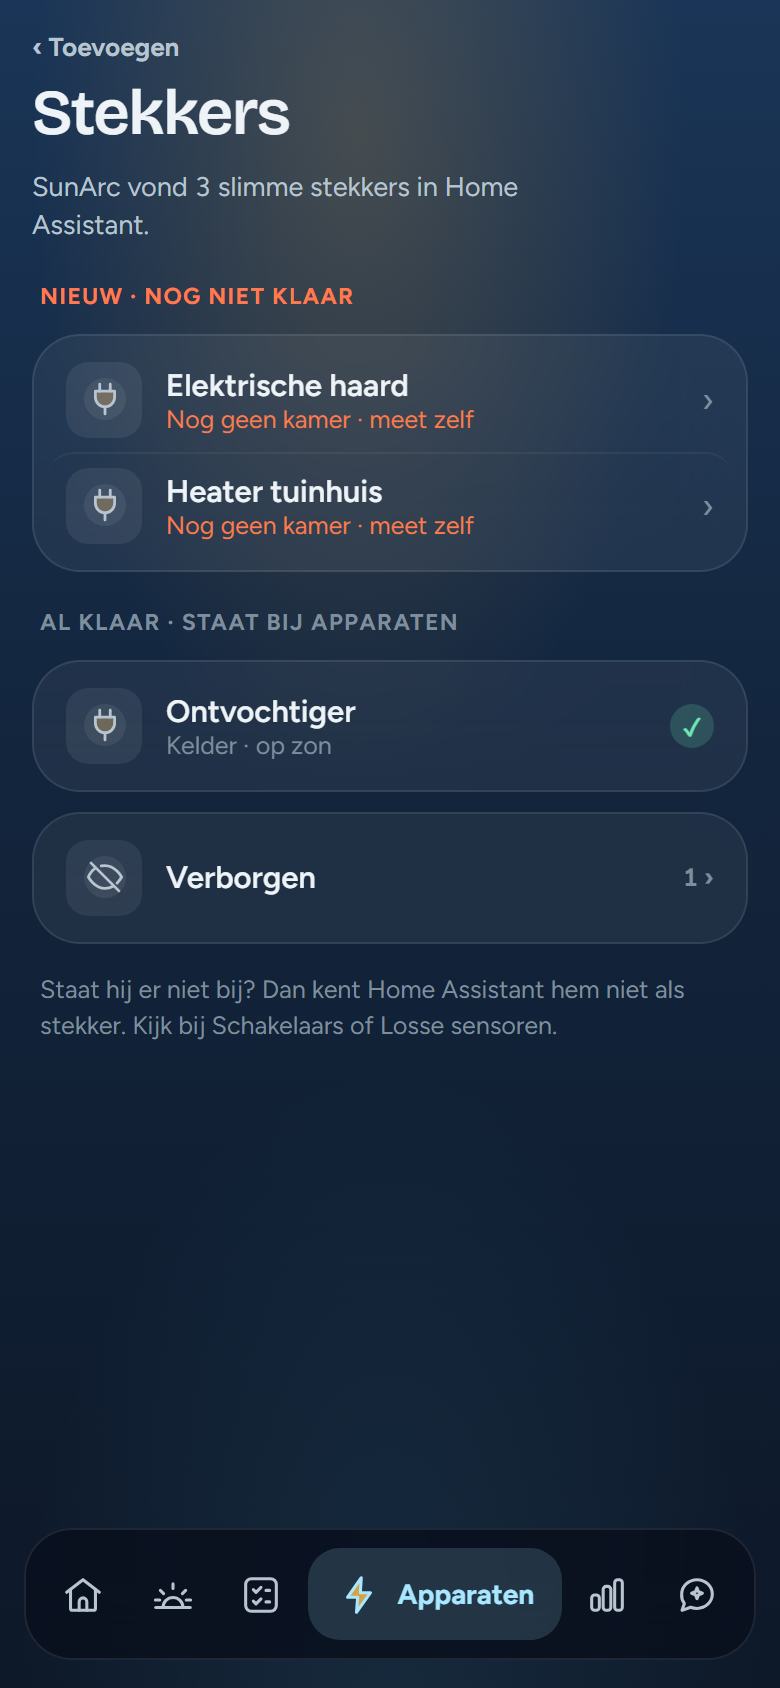 ‹ Toevoegen
Stekkers
SunArc vond 3 slimme stekkers in Home
Assistant.
NIEUW · NOG NIET KLAAR
Elektrische haard
Nog geen kamer · meet zelf
›
Heater tuinhuis
Nog geen kamer · meet zelf
›
AL KLAAR · STAAT BIJ APPARATEN
Ontvochtiger
Kelder · op zon
✓
Verborgen
1 ›
Staat hij er niet bij? Dan kent Home Assistant hem niet als
stekker. Kijk bij Schakelaars of Losse sensoren.
Apparaten